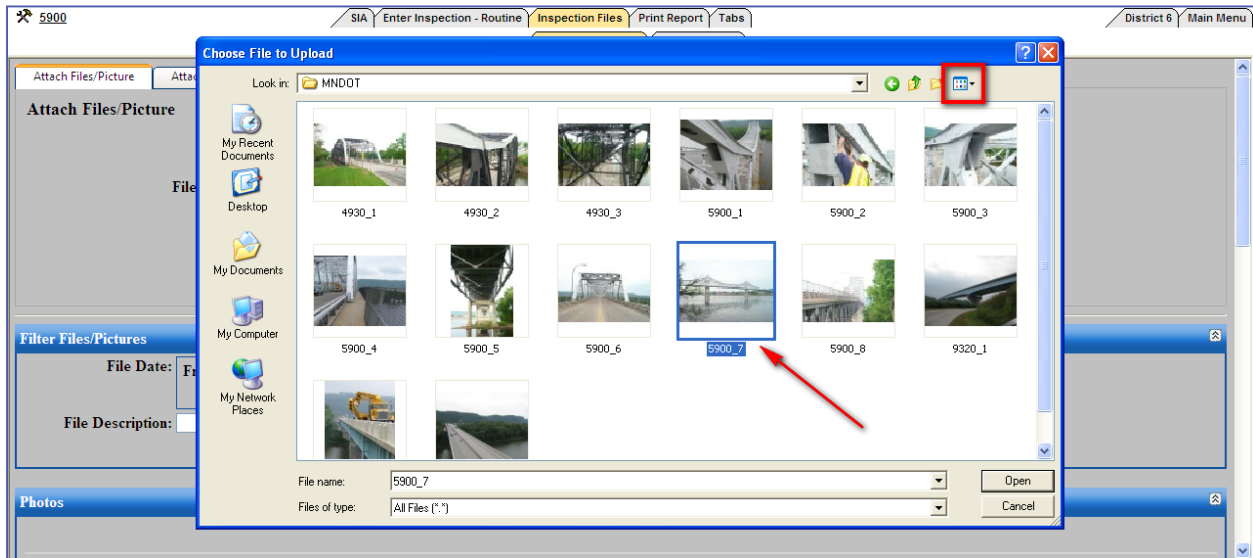 5900
SIA Enter Inspection - Routine Inspection Files Print Report Tabs
District 6 Main Menu
Choose File to Upload
Attach Files/Picture
Attac
Look in: MNDOT
Attach Files/Picture
File
My Recent Documents
Desktop
My Documents
My Computer
My Network Places
4930_1 4930_2 4930_3 5900_1 5900_2 5900_3
5900_4 5900_5 5900_6 5900_7 5900_8 9320_1
Filter Files/Pictures
File Date: Fr
File Description:
File name: 5900_7 Open
Files of type: All Files (*.*) Cancel
Photos